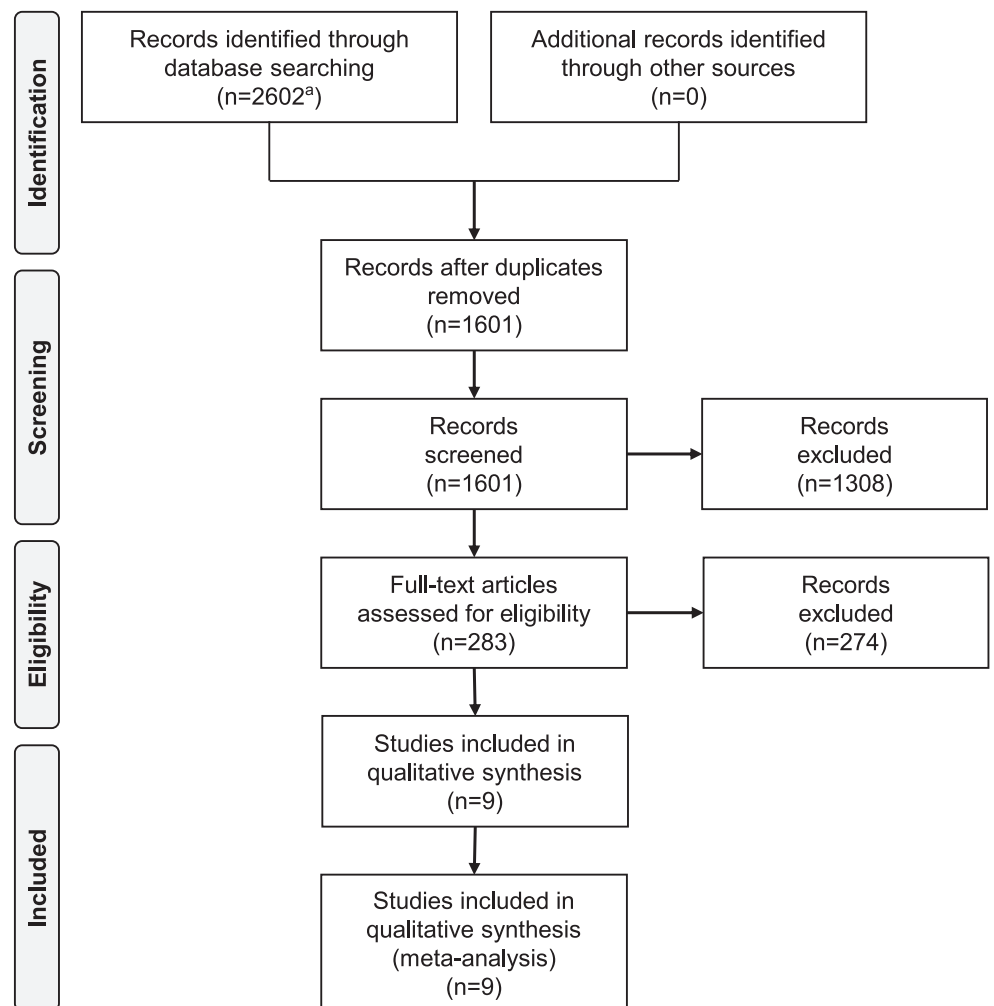 Identification
Records identified through
database searching
(n=2602ª)
Additional records identified
through other sources
(n=0)
Screening
Records after duplicates
removed
(n=1601)
Records
screened
(n=1601)
Records
excluded
(n=1308)
Eligibility
Full-text articles
assessed for eligibility
(n=283)
Records
excluded
(n=274)
Included
Studies included in
qualitative synthesis
(n=9)
Studies included in
qualitative synthesis
(meta-analysis)
(n=9)